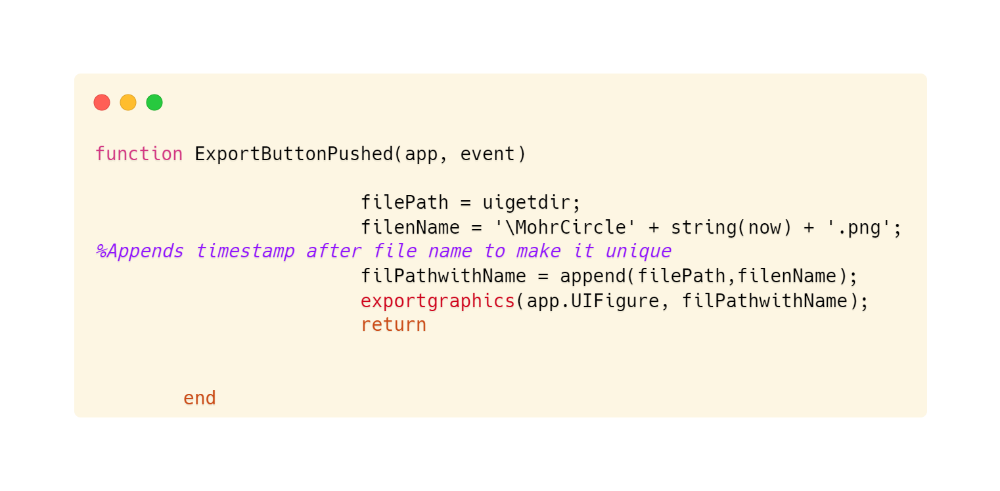 function ExportButtonPushed(app, event)
filePath = uigetdir;
filenName = '\MohrCircle' + string(now) + '.png';
%Appends timestamp after file name to make it unique
filPathwithName = append(filePath,filenName);
exportgraphics(app.UIFigure, filPathwithName);
return
end